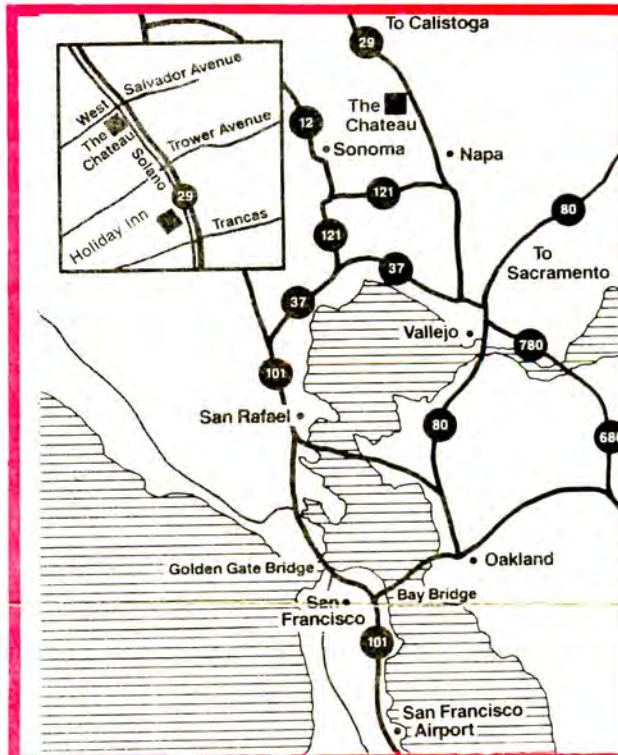 To Calistoga
29
The
Chateau
12
Sonoma
Napa
121
80
121
To
Sacramento
37
37
Vallejo
780
101
80
San Rafael
680
Golden Gate Bridge
Bay Bridge
Oakland
San
Francisco
101
San Francisco
Airport
West Salvador Avenue
The
Chateau
Solano
Trower Avenue
29
Holiday Inn
Trancas